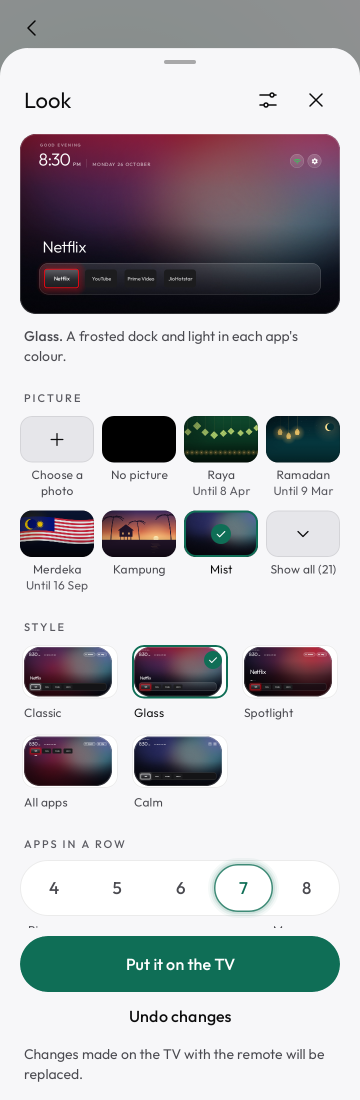 Look
GOOD EVENING
8:30 PM MONDAY 26 OCTOBER
Netflix
Netflix YouTube Prime Video JioHotstar
Glass. A frosted dock and light in each app's
colour.
PICTURE
Choose a
photo
No picture
Raya
Until 8 Apr
Ramadan
Until 9 Mar
Merdeka
Until 16 Sep
Kampung
Mist
Show all (21)
STYLE
Classic
Glass
Spotlight
All apps
Calm
APPS IN A ROW
4 5 6 7 8
Put it on the TV
Undo changes
Changes made on the TV with the remote will be
replaced.